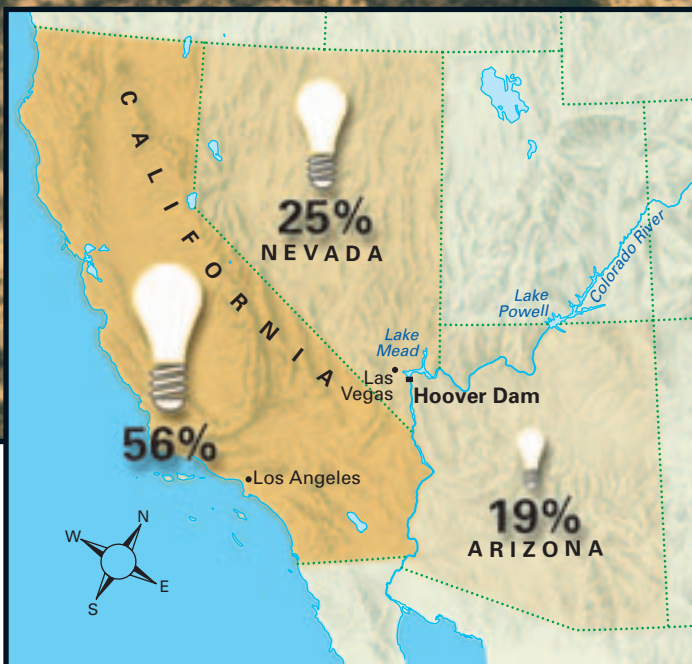 CALIFORNIA
25%
NEVADA
56%
Lake
Powell
Colorado River
Lake
Mead
Las
Vegas
Hoover Dam
Los Angeles
19%
ARIZONA
N
W
E
S